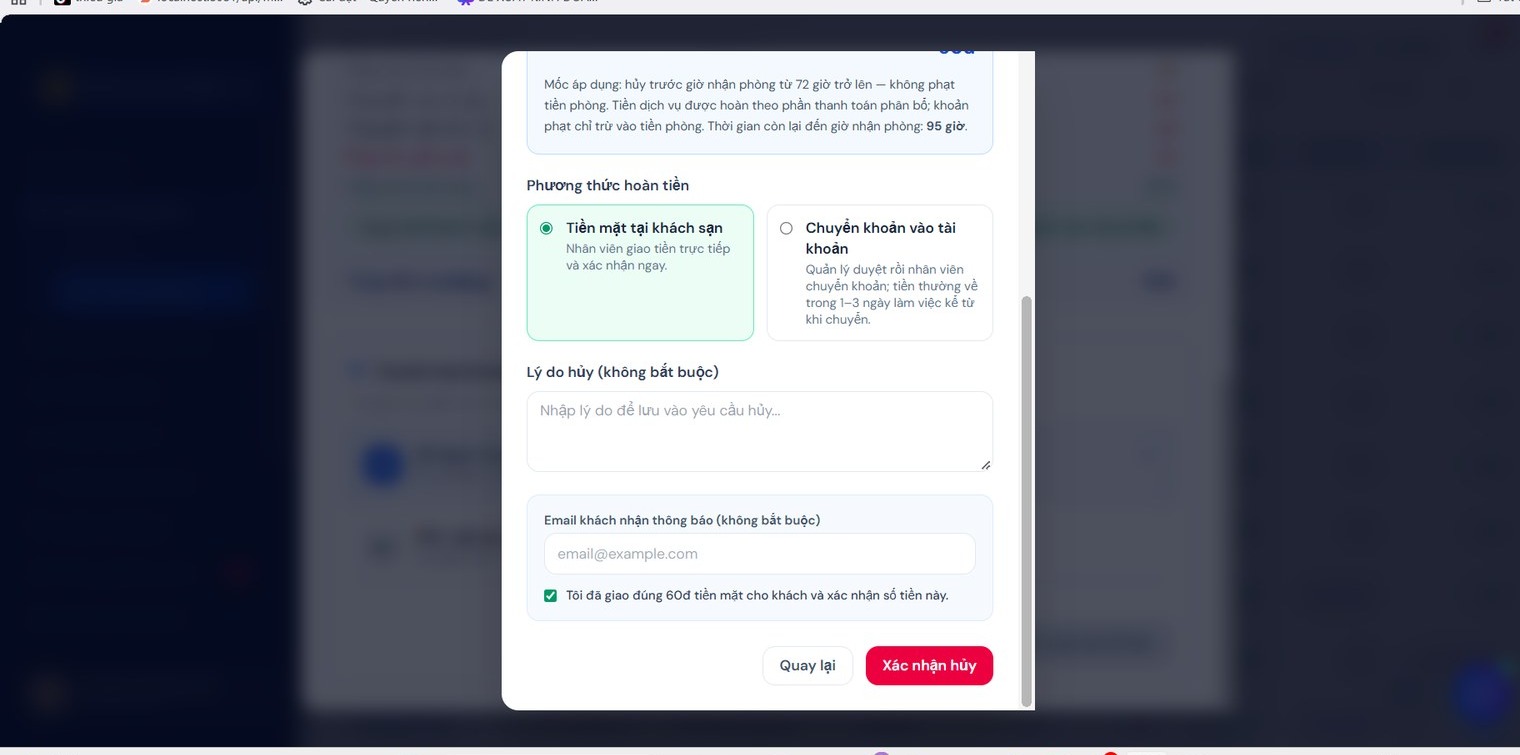 Mốc áp dụng: hủy trước giờ nhận phòng từ 72 giờ trở lên — không phạt
tiền phòng. Tiền dịch vụ được hoàn theo phần thanh toán phân bổ; khoản
phạt chỉ trừ vào tiền phòng. Thời gian còn lại đến giờ nhận phòng: 95 giờ.
Phương thức hoàn tiền
Tiền mặt tại khách sạn
Nhân viên giao tiền trực tiếp
và xác nhận ngay.
Chuyển khoản vào tài
khoản
Quản lý duyệt rồi nhân viên
chuyển khoản; tiền thường về
trong 1–3 ngày làm việc kể từ
khi chuyển.
Lý do hủy (không bắt buộc)
Nhập lý do để lưu vào yêu cầu hủy...
Email khách nhận thông báo (không bắt buộc)
email@example.com
Tôi đã giao đúng 60đ tiền mặt cho khách và xác nhận số tiền này.
Quay lại
Xác nhận hủy